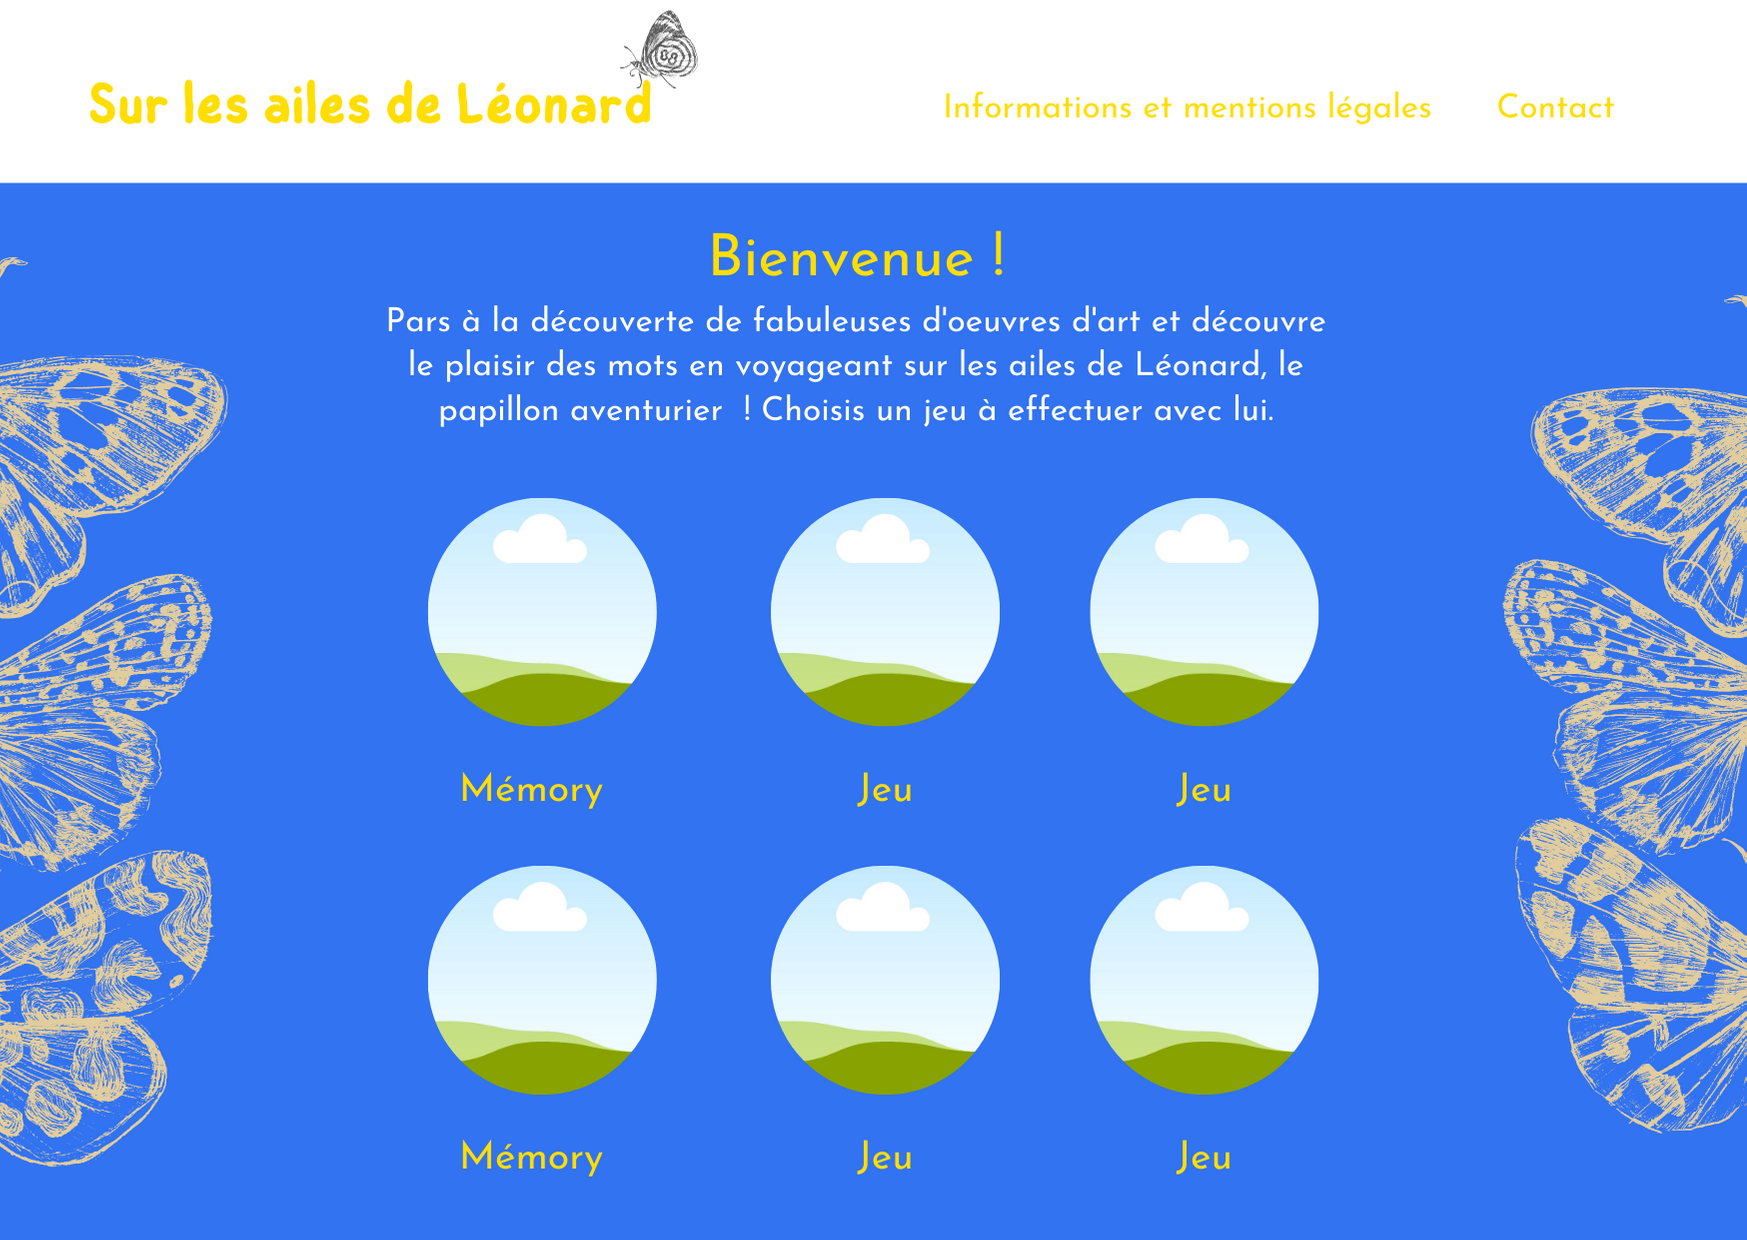 Sur les ailes de Léonard
Informations et mentions légales
Contact
Bienvenue !
Pars à la découverte de fabuleuses d'oeuvres d'art et découvre
le plaisir des mots en voyageant sur les ailes de Léonard, le
papillon aventurier  ! Choisis un jeu à effectuer avec lui.
Mémory
Jeu
Jeu
Mémory
Jeu
Jeu